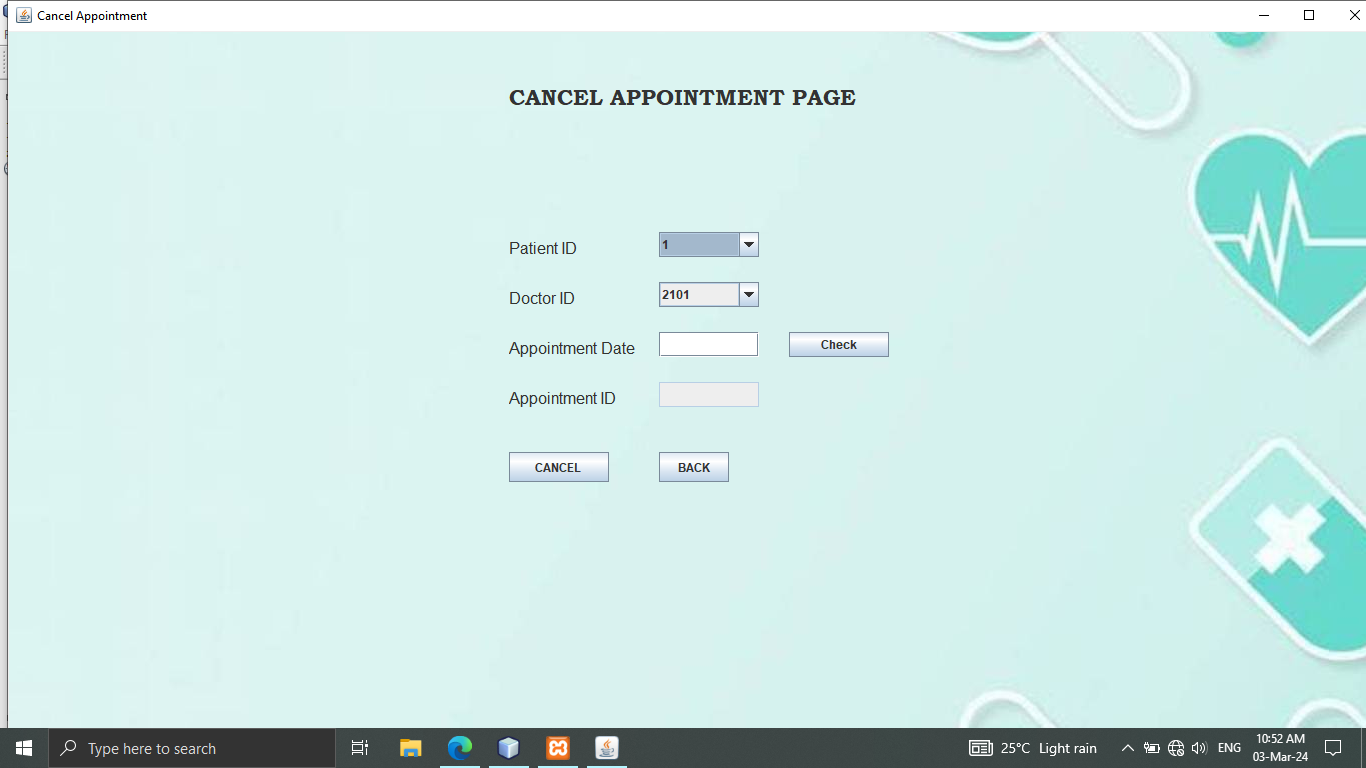 Cancel Appointment
CANCEL APPOINTMENT PAGE
Patient ID 1
Doctor ID 2101
Appointment Date Check
Appointment ID
CANCEL BACK
Type here to search 25°C Light rain ENG 10:52 AM
03-Mar-24